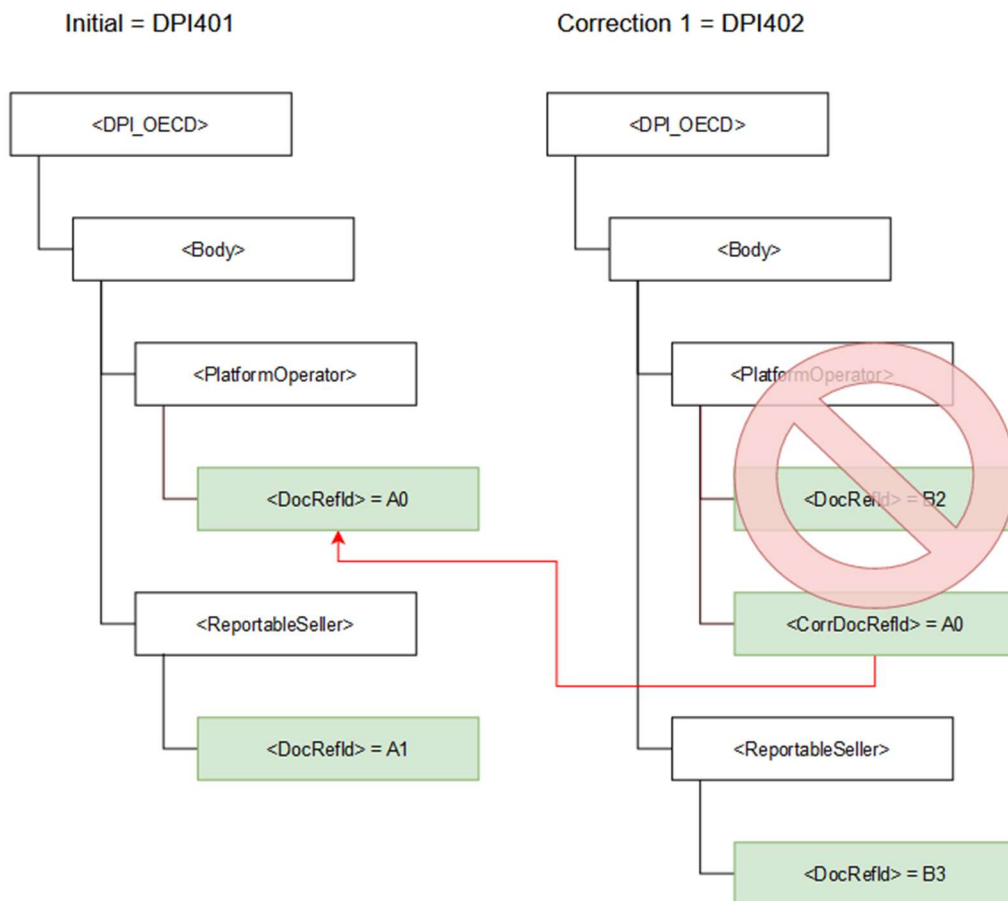 Initial = DPI401
Correction 1 = DPI402
<DPI_OECD>
<DPI_OECD>
<Body>
<Body>
<PlatformOperator>
<PlatformOperator>
<DocRefId> = A0
<DocRefId> = B2
<ReportableSeller>
<CorrDocRefId> = A0
<DocRefId> = A1
<ReportableSeller>
<DocRefId> = B3